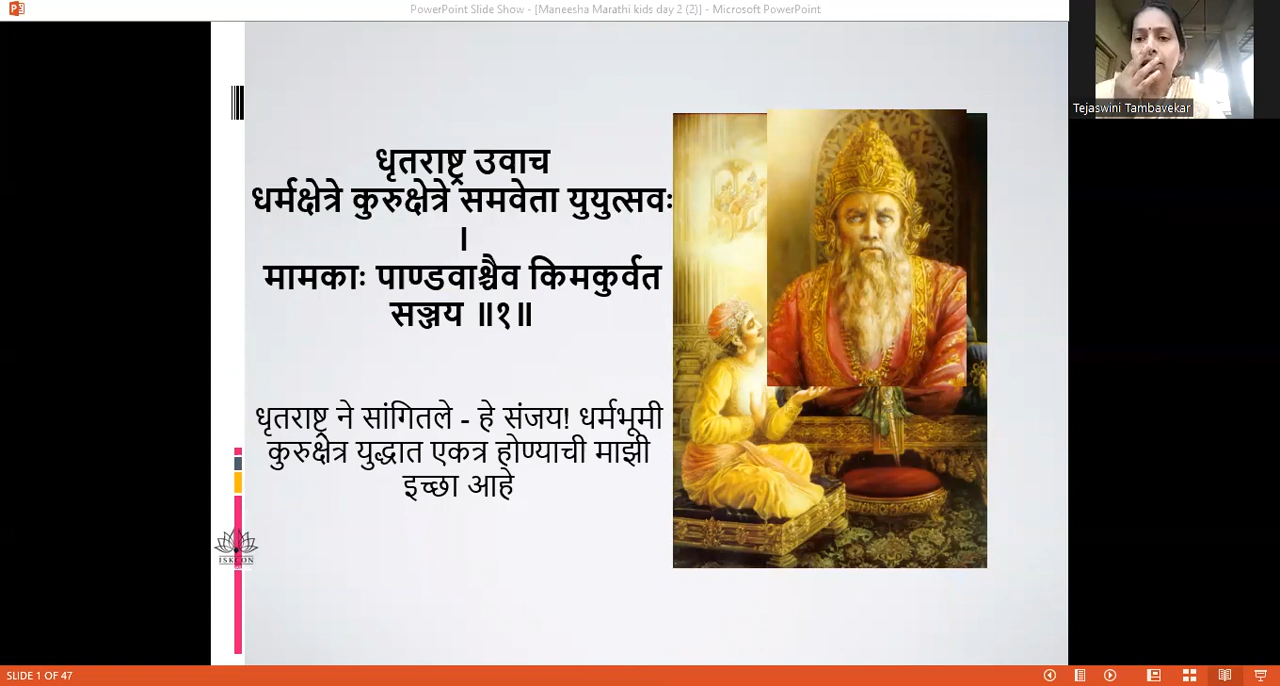 PowerPoint Slide Show - [Maneesha Marathi kids day 2 (2)] - Microsoft PowerPoint
Tejaswini Tambavekar
धृतराष्ट्र उवाच
धर्मक्षेत्रे कुरुक्षेत्रे समवेता युयुत्सवः
।
मामकाः पाण्डवाश्चैव किमकुर्वत
सञ्जय ॥१॥
धृतराष्ट्र ने सांगितले - हे संजय! धर्मभूमी
कुरुक्षेत्र युद्धात एकत्र होण्याची माझी
इच्छा आहे
ISKCON
SLIDE 1 OF 47